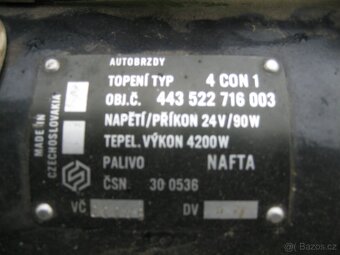 AUTOBRZDY
TOPENÍ TYP 4 CON 1
OBJ.Č. 443 522 716 003
NAPĚTÍ/PŘÍKON 24V/90W
TEPEL. VÝKON 4200W
PALIVO NAFTA
ČSN 30 0536
VČ DV
MADE IN
CZECHOSLOVAKIA
bazos.cz